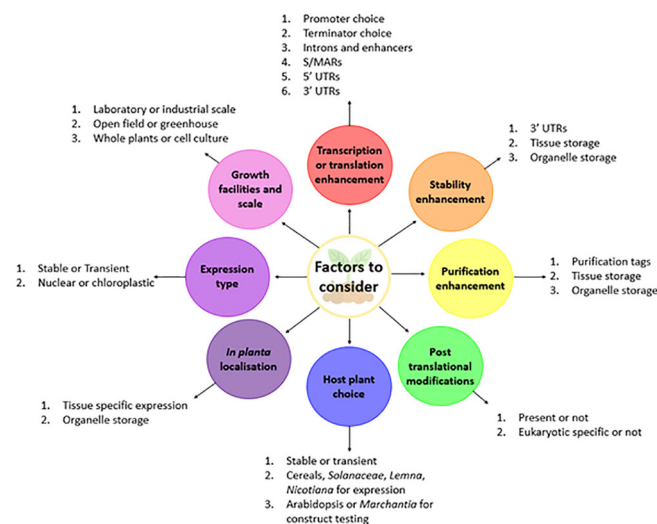 1. Promoter choice
2. Terminator choice
3. Introns and enhancers
4. S/MARs
5. 5' UTRs
6. 3' UTRs
Transcription
or translation
enhancement
1. 3' UTRs
2. Tissue storage
3. Organelle storage
Stability
enhancement
1. Purification tags
2. Tissue storage
3. Organelle storage
Purification
enhancement
Post
translational
modifications
1. Present or not
2. Eukaryotic specific or not
Host plant
choice
1. Stable or transient
2. Cereals, Solanaceae, Lemna,
Nicotiana for expression
3. Arabidopsis or Marchantia for
construct testing
In planta
localisation
1. Tissue specific expression
2. Organelle storage
Expression
type
1. Stable or Transient
2. Nuclear or chloroplastic
Growth
facilities and
scale
1. Laboratory or industrial scale
2. Open field or greenhouse
3. Whole plants or cell culture
Factors to
consider